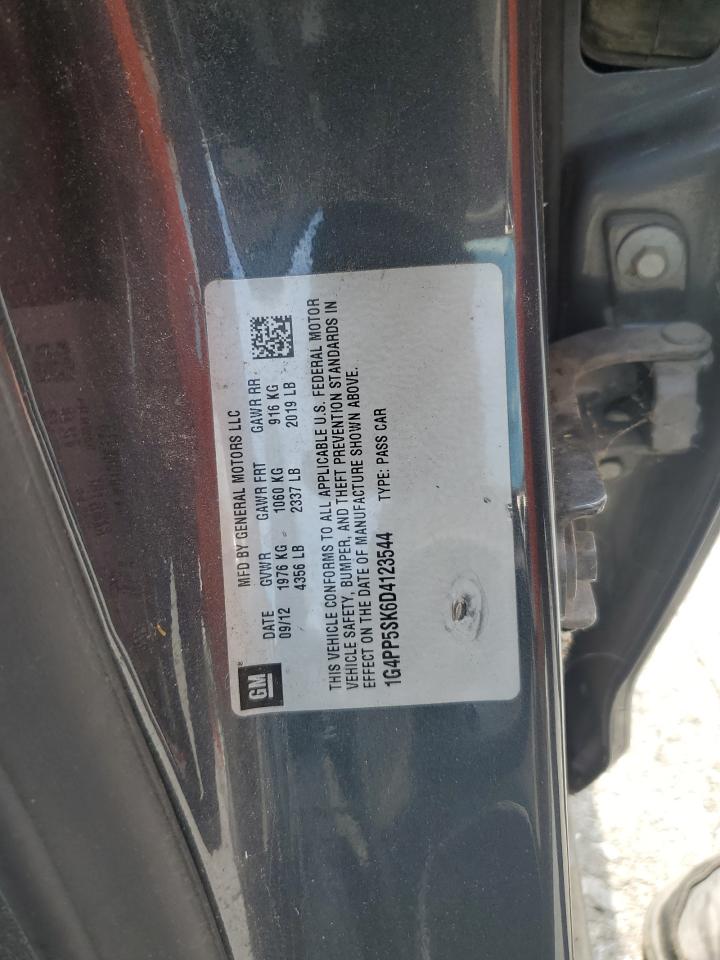 GM
MFD BY GENERAL MOTORS LLC
DATE GVWR GAWR FRT GAWR RR
09/12 1976 KG 1060 KG 916 KG
4356 LB 2337 LB 2019 LB
THIS VEHICLE CONFORMS TO ALL APPLICABLE U.S. FEDERAL MOTOR
VEHICLE SAFETY, BUMPER, AND THEFT PREVENTION STANDARDS IN
EFFECT ON THE DATE OF MANUFACTURE SHOWN ABOVE.
1G4PP5SK6D4123544 TYPE: PASS CAR